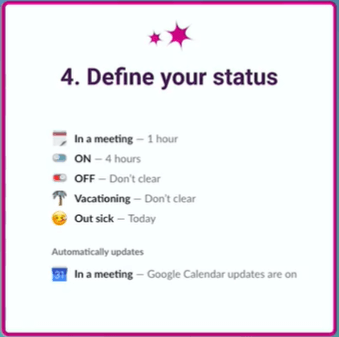 4. Define your status
In a meeting – 1 hour
ON – 4 hours
OFF – Don't clear
Vacationing – Don't clear
Out sick – Today
Automatically updates
31 In a meeting – Google Calendar updates are on